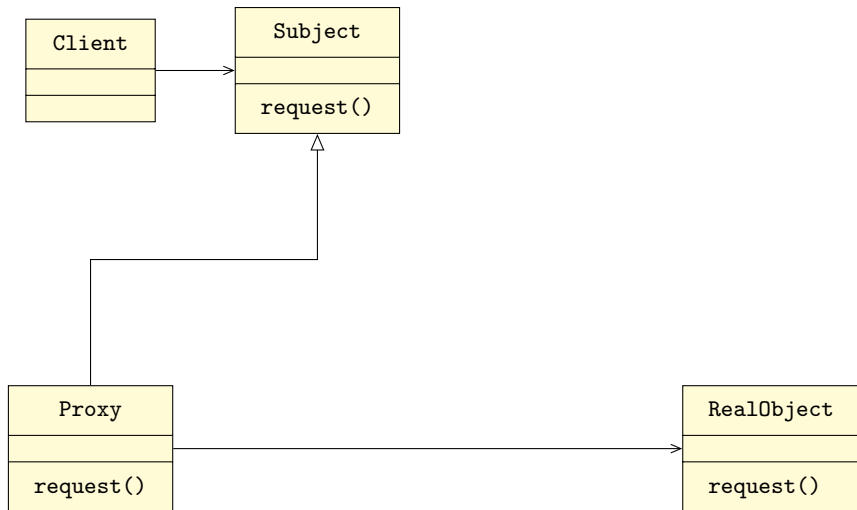 Client
Subject
request()
Proxy
request()
RealObject
request()